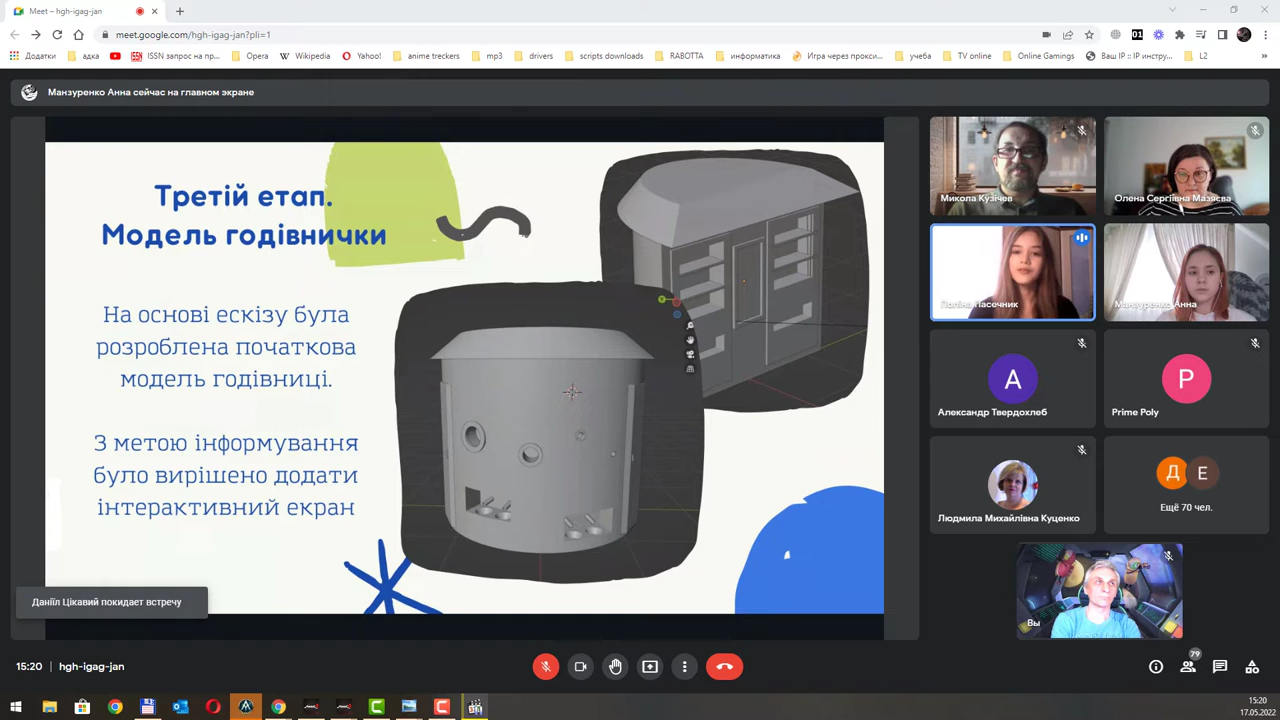 Meet – hgh-igag-jan
meet.google.com/hgh-igag-jan?pli=1
Додатки
адка
ISSN запрос на пр...
Opera
Wikipedia
Yahoo!
anime treckers
mp3
drivers
scripts downloads
RABOTTA
информатика
Игра через прокси...
учеба
TV online
Online Gamings
Ваш IP :: IP инстру...
L2
Манзуренко Анна сейчас на главном экране
Третій етап.
Модель годівнички
На основі ескізу була
розроблена початкова
модель годівниці.
З метою інформування
було вирішено додати
інтерактивний екран
Микола Кузічев
Олена Сергіївна Мазяєва
Поліна Пасечник
Манзуренко Анна
А
Александр Твердохлеб
P
Prime Poly
Людмила Михайлівна Куценко
Д
Е
Ещё 70 чел.
Вы
Даніїл Цікавий покидает встречу
15:20
hgh-igag-jan
79
15:20
17.05.2022